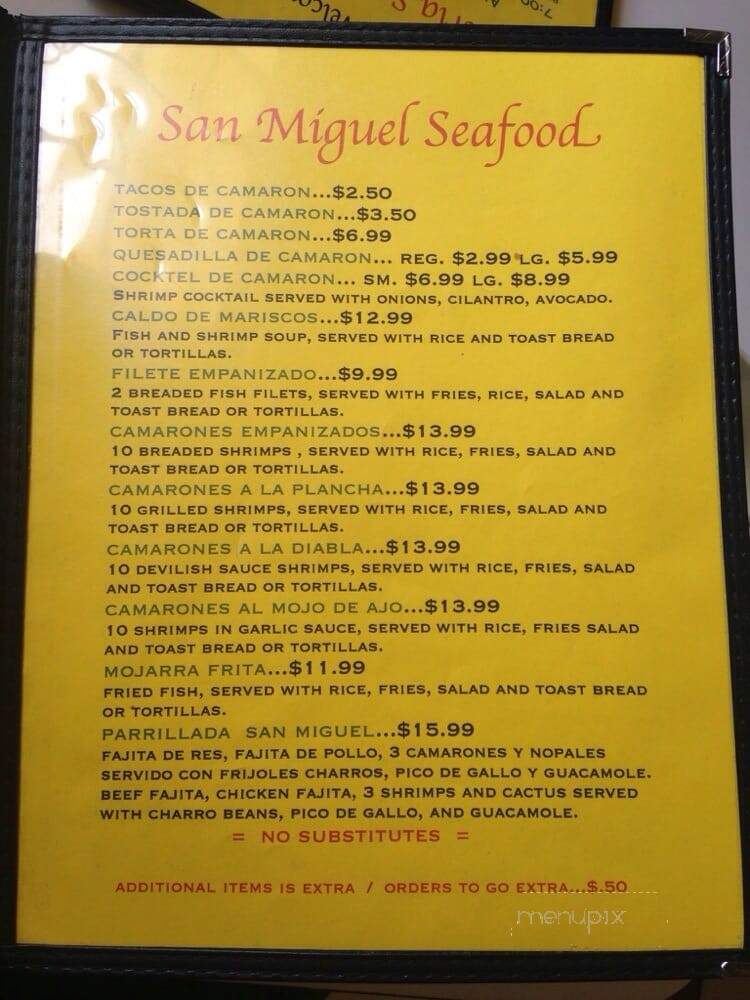 7:00
Welco
San Miguel Seafood
TACOS DE CAMARON...$2.50
TOSTADA DE CAMARON...$3.50
TORTA DE CAMARON...$6.99
QUESADILLA DE CAMARON... REG. $2.99 LG. $5.99
COCKTEL DE CAMARON... SM. $6.99 LG. $8.99
SHRIMP COCKTAIL SERVED WITH ONIONS, CILANTRO, AVOCADO.
CALDO DE MARISCOS...$12.99
FISH AND SHRIMP SOUP, SERVED WITH RICE AND TOAST BREAD
OR TORTILLAS.
FILETE EMPANIZADO...$9.99
2 BREADED FISH FILETS, SERVED WITH FRIES, RICE, SALAD AND
TOAST BREAD OR TORTILLAS.
CAMARONES EMPANIZADOS...$13.99
10 BREADED SHRIMPS , SERVED WITH RICE, FRIES, SALAD AND
TOAST BREAD OR TORTILLAS.
CAMARONES A LA PLANCHA...$13.99
10 GRILLED SHRIMPS, SERVED WITH RICE, FRIES, SALAD AND
TOAST BREAD OR TORTILLAS.
CAMARONES A LA DIABLA...$13.99
10 DEVILISH SAUCE SHRIMPS, SERVED WITH RICE, FRIES, SALAD
AND TOAST BREAD OR TORTILLAS.
CAMARONES AL MOJO DE AJO...$13.99
10 SHRIMPS IN GARLIC SAUCE, SERVED WITH RICE, FRIES SALAD
AND TOAST BREAD OR TORTILLAS.
MOJARRA FRITA...$11.99
FRIED FISH, SERVED WITH RICE, FRIES, SALAD AND TOAST BREAD
OR TORTILLAS.
PARRILLADA SAN MIGUEL...$15.99
FAJITA DE RES, FAJITA DE POLLO, 3 CAMARONES Y NOPALES
SERVIDO CON FRIJOLES CHARROS, PICO DE GALLO Y GUACAMOLE.
BEEF FAJITA, CHICKEN FAJITA, 3 SHRIMPS AND CACTUS SERVED
WITH CHARRO BEANS, PICO DE GALLO, AND GUACAMOLE.
= NO SUBSTITUTES =
ADDITIONAL ITEMS IS EXTRA / ORDERS TO GO EXTRA...$.50
menupix